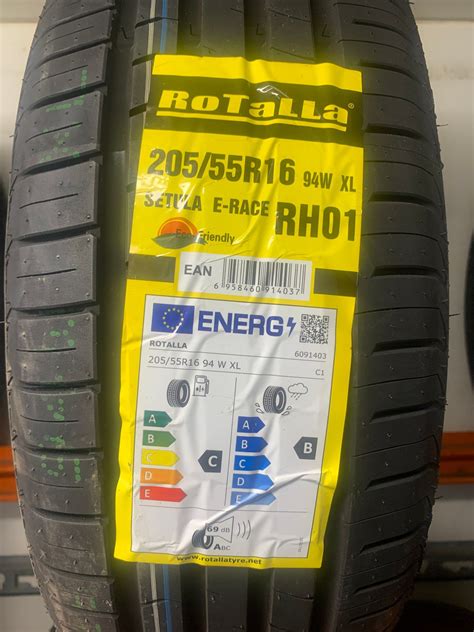 RoTaLLa®
205/55R16 94W XL
SETULA E-RACE RH01
Eco Friendly
EAN
6 958460 914037
ENERG
ROTALLA
6091403
205/55R16 94 W XL
C1
A
B
C
D
E
C
A
B
C
D
E
B
69 dB
ABC
www.rotallatyre.net